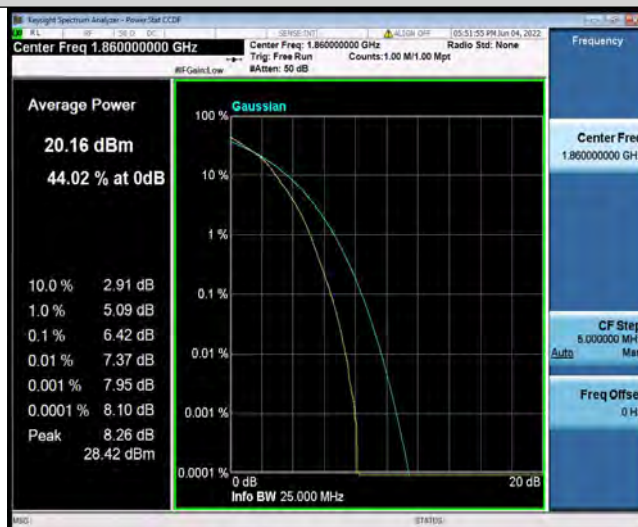 Keysight Spectrum Analyzer - Power Stat CCDF
RL RF 50 Ω DC SENSE:INT ALIGN OFF 05:51:55 PM Jun 04, 2022
Center Freq 1.860000000 GHz
Center Freq: 1.860000000 GHz Radio Std: None
Trig: Free Run Counts:1.00 M/1.00 Mpt
#IFGain:Low #Atten: 50 dB
Frequency
Average Power
20.16 dBm
44.02 % at 0dB
10.0 % 2.91 dB
1.0 % 5.09 dB
0.1 % 6.42 dB
0.01 % 7.37 dB
0.001 % 7.95 dB
0.0001 % 8.10 dB
Peak 8.26 dB
28.42 dBm
Gaussian
100 %
10 %
1 %
0.1 %
0.01 %
0.001 %
0.0001 %
0 dB 20 dB
Info BW 25.000 MHz
Center Freq
1.860000000 GH
CF Step
5.000000 MH
Auto Man
Freq Offse
0 H
MSG STATUS